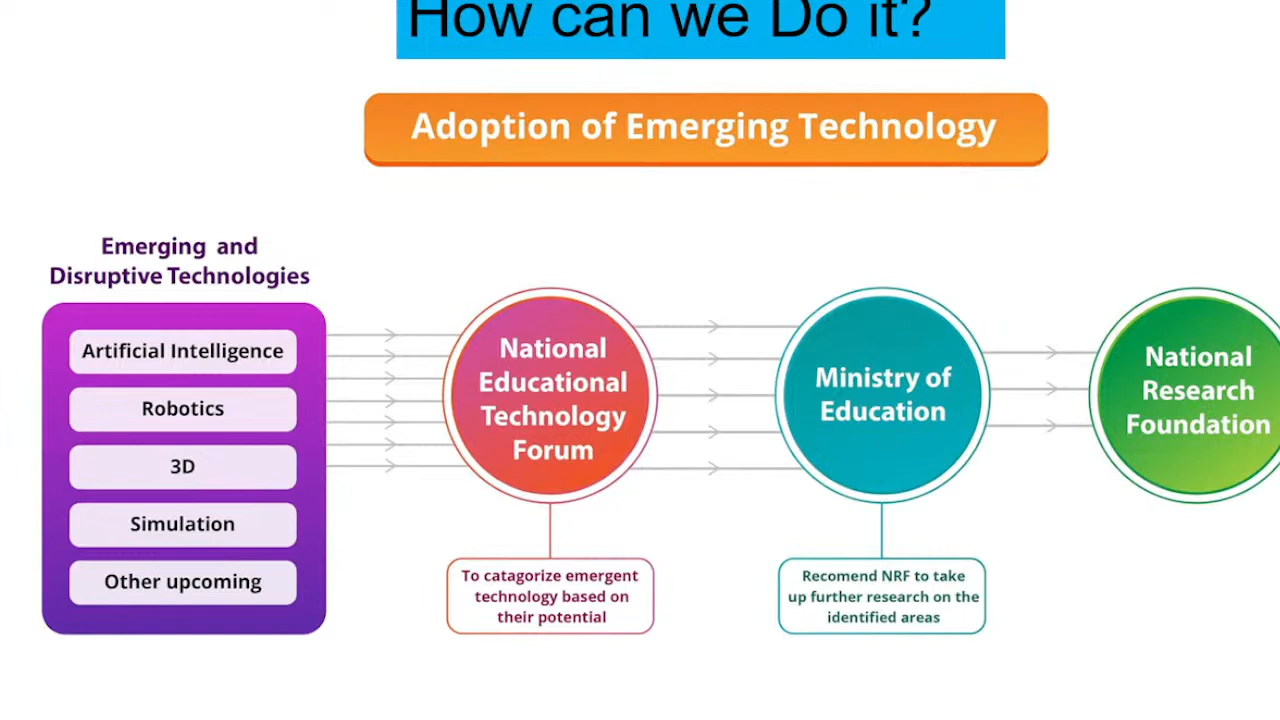 How can we Do it?
Adoption of Emerging Technology
Emerging and
Disruptive Technologies
Artificial Intelligence
Robotics
3D
Simulation
Other upcoming
National
Educational
Technology
Forum
To catagorize emergent
technology based on
their potential
Ministry of
Education
Recomend NRF to take
up further research on the
identified areas
National
Research
Foundation